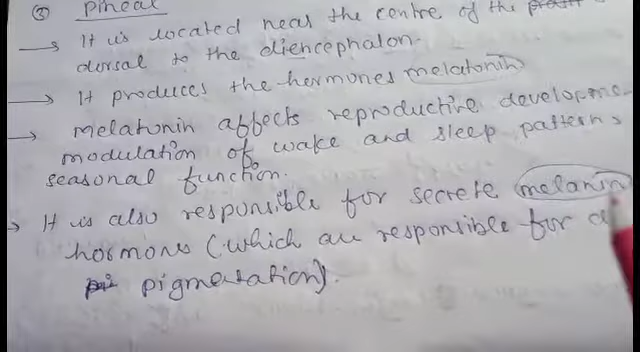 ③ pineal
→ It is located near the centre of the
dorsal to the diencephalon.
→ It produces the hormones melatonin
→ melatonin affects reproductive developme-
modulation of wake and sleep patterns
seasonal function.
→ It is also responsible for secrete melanin
hormons (which are responsible for
pigmentation).